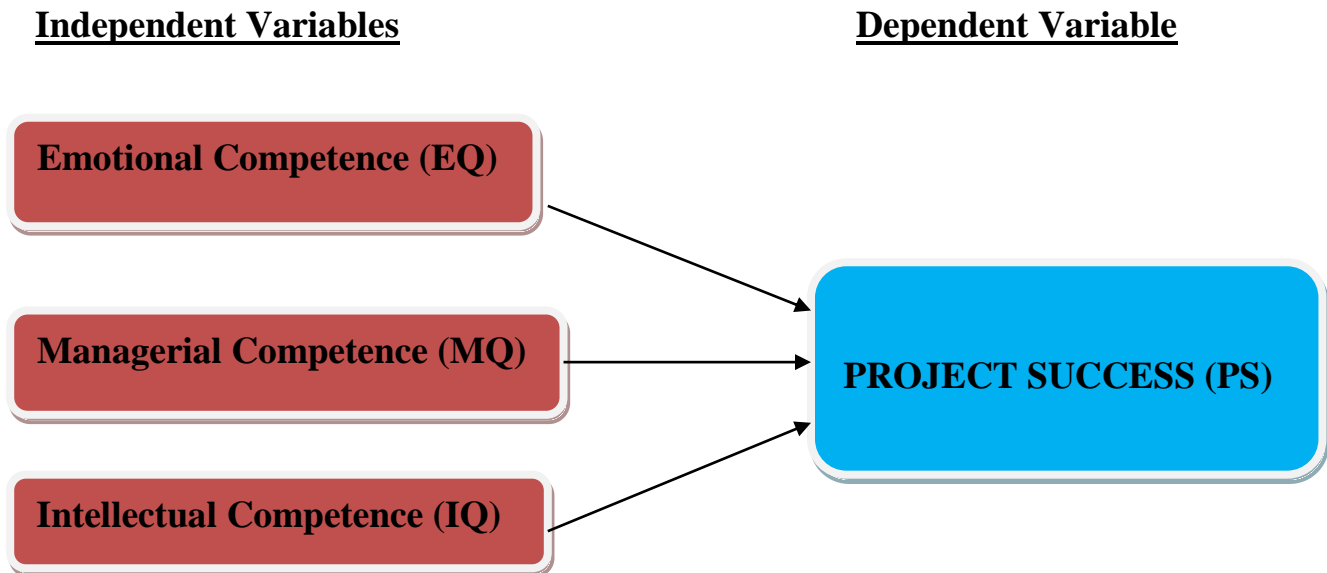 Independent Variables
Dependent Variable
Emotional Competence (EQ)
Managerial Competence (MQ)
PROJECT SUCCESS (PS)
Intellectual Competence (IQ)